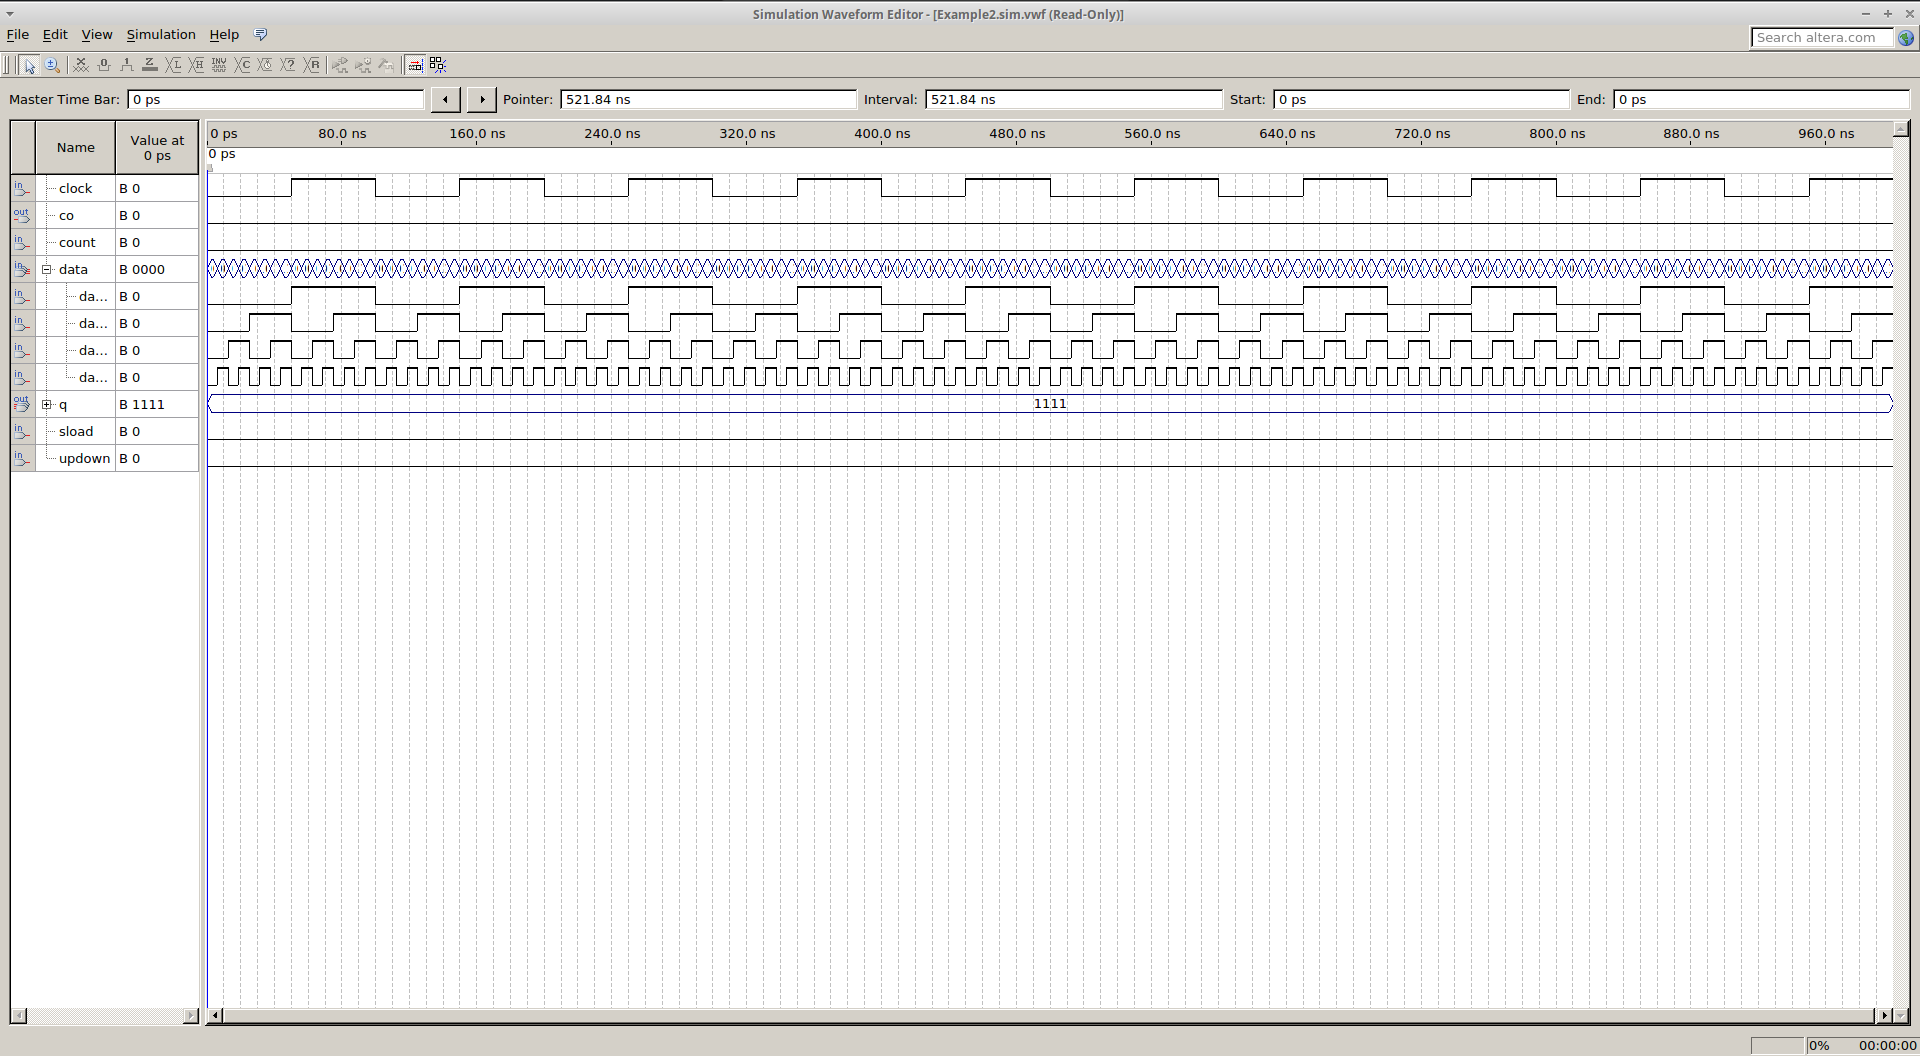 Simulation Waveform Editor - [Example2.sim.vwf (Read-Only)]
File Edit View Simulation Help
Search altera.com
Master Time Bar: 0 ps Pointer: 521.84 ns Interval: 521.84 ns Start: 0 ps End: 0 ps
Name Value at 0 ps
0 ps 80.0 ns 160.0 ns 240.0 ns 320.0 ns 400.0 ns 480.0 ns 560.0 ns 640.0 ns 720.0 ns 800.0 ns 880.0 ns 960.0 ns
0 ps
in clock B 0
out co B 0
in count B 0
in data B 0000
in da... B 0
in da... B 0
in da... B 0
in da... B 0
out q B 1111 1111
in sload B 0
in updown B 0
0% 00:00:00